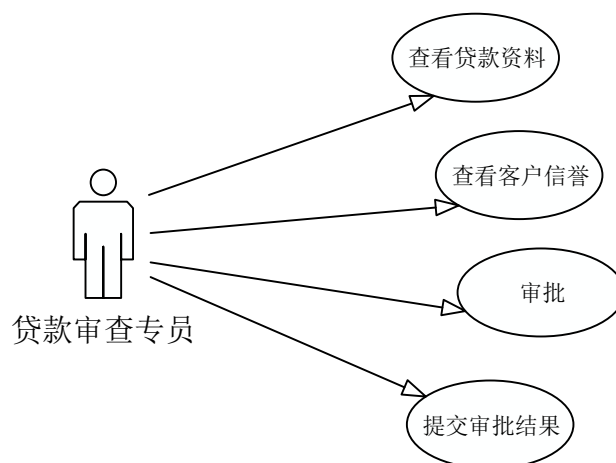 查看贷款资料
查看客户信誉
审批
贷款审查专员
提交审批结果